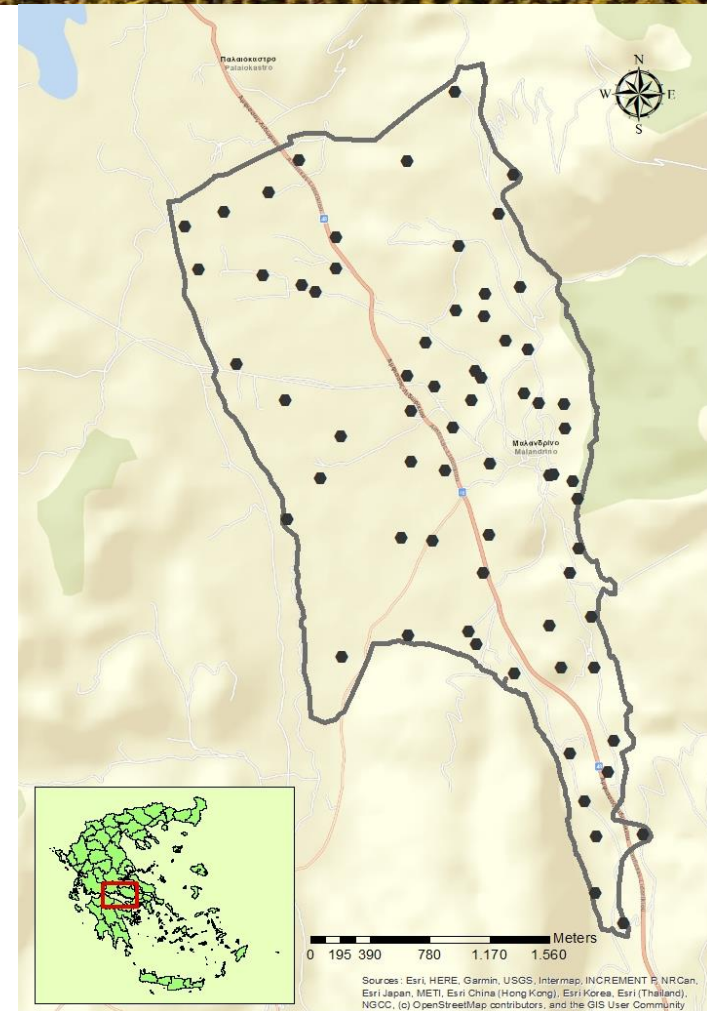 Παλαιοκαστρο
Palaiokastro
N
W E
S
Μαλανδρίνο
Malandrino
Meters
0 195 390 780 1.170 1.560
Sources: Esri, HERE, Garmin, USGS, Intermap, INCREMENT P, NRCan,
Esri Japan, METI, Esri China (Hong Kong), Esri Korea, Esri (Thailand),
NGCC, (c) OpenStreetMap contributors, and the GIS User Community